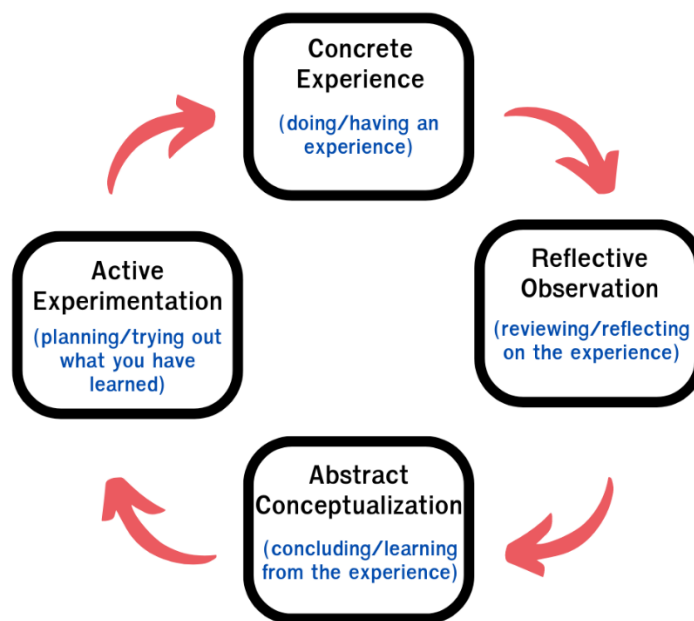 Concrete
Experience
(doing/having an
experience)
Active
Experimentation
(planning/trying out
what you have
learned)
Reflective
Observation
(reviewing/reflecting
on the experience)
Abstract
Conceptualization
(concluding/learning
from the experience)